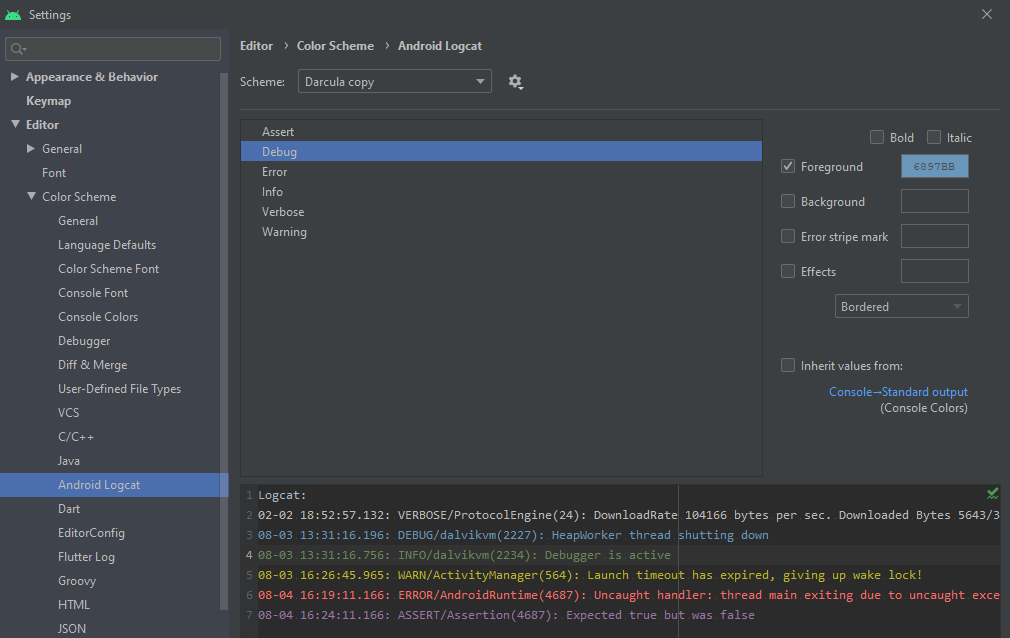 Settings
Appearance & Behavior
Keymap
Editor
General
Font
Color Scheme
General
Language Defaults
Color Scheme Font
Console Font
Console Colors
Debugger
Diff & Merge
User-Defined File Types
VCS
C/C++
Java
Android Logcat
Dart
EditorConfig
Flutter Log
Groovy
HTML
JSON
Editor › Color Scheme › Android Logcat
Scheme: Darcula copy
Assert
Debug
Error
Info
Verbose
Warning
Bold Italic
Foreground 6897BB
Background
Error stripe mark
Effects
Bordered
Inherit values from:
Console→Standard output
(Console Colors)
1 Logcat:
2 02-02 18:52:57.132: VERBOSE/ProtocolEngine(24): DownloadRate 104166 bytes per sec. Downloaded Bytes 5643/3
3 08-03 13:31:16.196: DEBUG/dalvikvm(2227): HeapWorker thread shutting down
4 08-03 13:31:16.756: INFO/dalvikvm(2234): Debugger is active
5 08-03 16:26:45.965: WARN/ActivityManager(564): Launch timeout has expired, giving up wake lock!
6 08-04 16:19:11.166: ERROR/AndroidRuntime(4687): Uncaught handler: thread main exiting due to uncaught exce
7 08-04 16:24:11.166: ASSERT/Assertion(4687): Expected true but was false